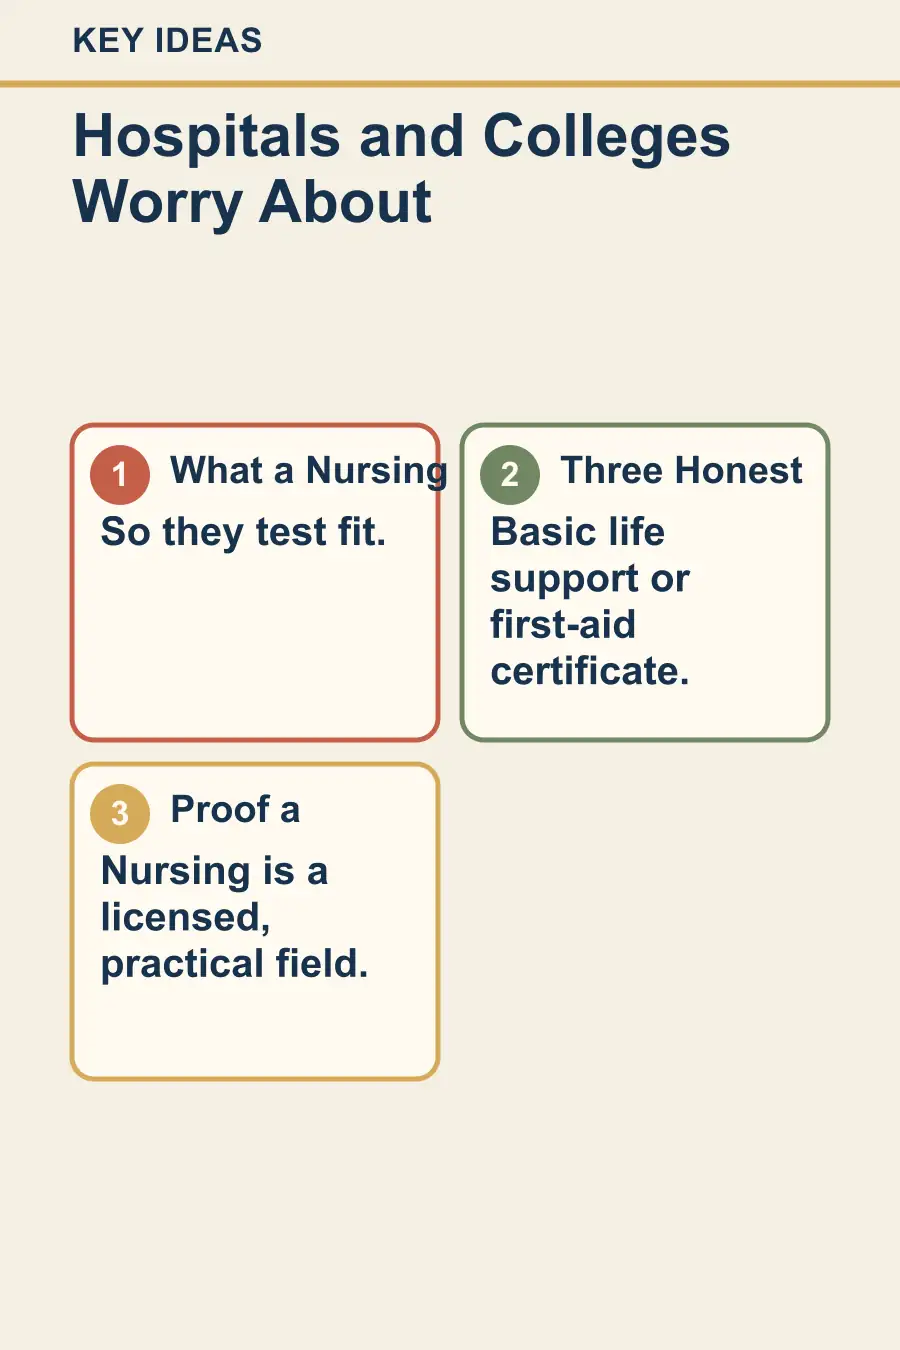 KEY IDEAS
Hospitals and Colleges
Worry About
1 What a Nursing
So they test fit.
2 Three Honest
Basic life
support or
first-aid
certificate.
3 Proof a
Nursing is a
licensed,
practical field.